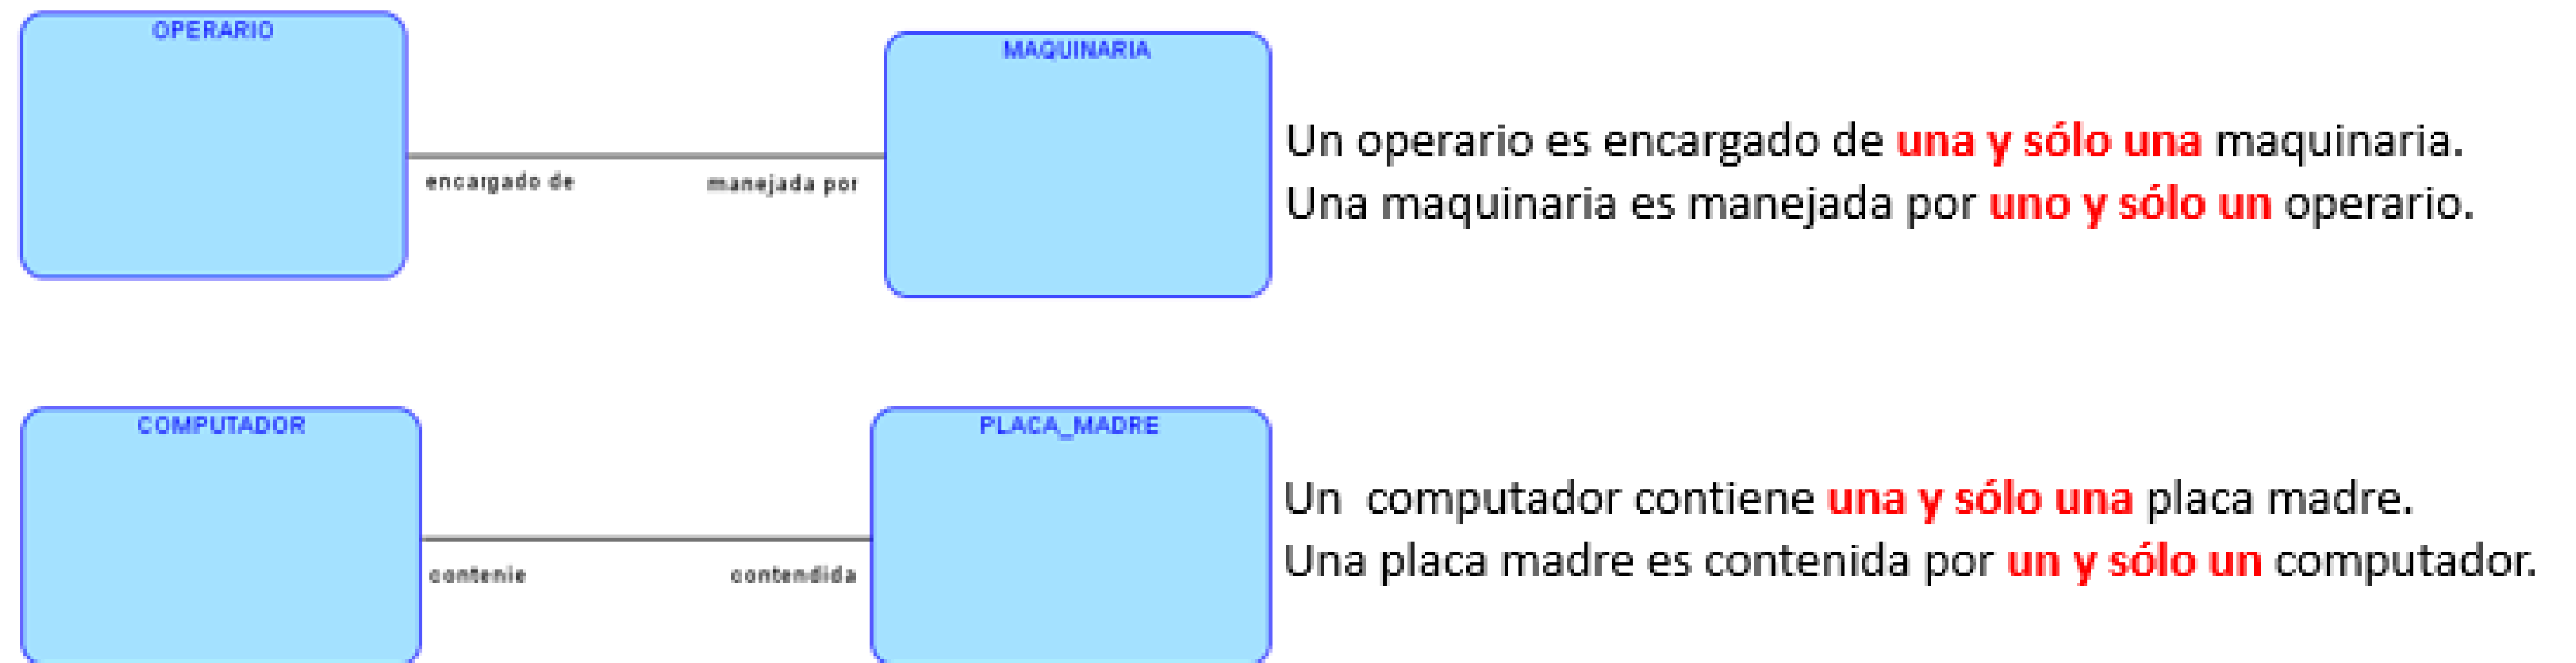 OPERARIO
MAQUINARIA
encargado de
manejada por
Un operario es encargado de una y sólo una maquinaria.
Una maquinaria es manejada por uno y sólo un operario.
COMPUTADOR
PLACA_MADRE
contenie
contendida
Un computador contiene una y sólo una placa madre.
Una placa madre es contenida por un y sólo un computador.